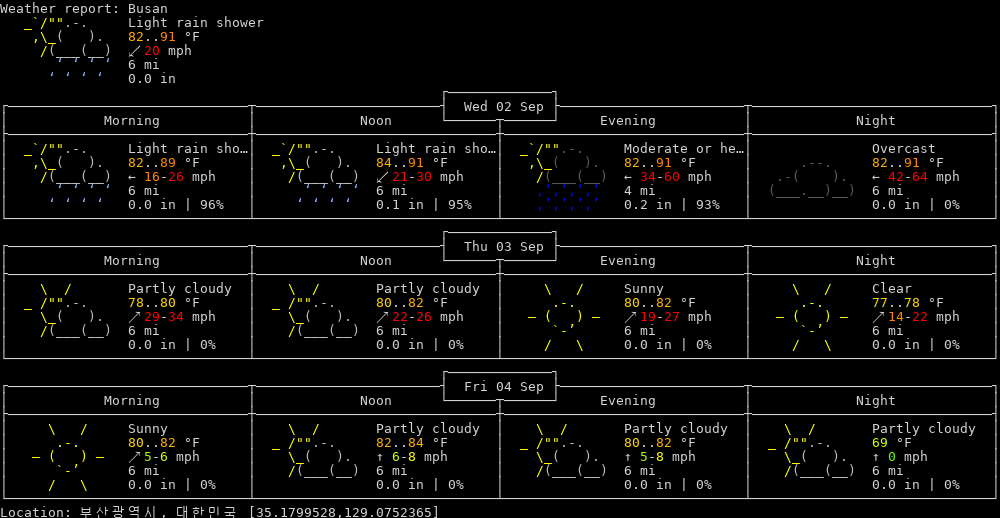 Weather report: Busan
Light rain shower
82..91 °F
↙ 20 mph
6 mi
0.0 in
Wed 02 Sep
Morning Noon Evening Night
Light rain sho… Light rain sho… Moderate or he… Overcast
82..89 °F 84..91 °F 82..91 °F 82..91 °F
← 16-26 mph ↙ 21-30 mph ← 34-60 mph ← 42-64 mph
6 mi 6 mi 4 mi 6 mi
0.0 in | 96% 0.1 in | 95% 0.2 in | 93% 0.0 in | 0%
Thu 03 Sep
Morning Noon Evening Night
Partly cloudy Partly cloudy Sunny Clear
78..80 °F 80..82 °F 80..82 °F 77..78 °F
↗ 29-34 mph ↗ 22-26 mph ↗ 19-27 mph ↗ 14-22 mph
6 mi 6 mi 6 mi 6 mi
0.0 in | 0% 0.0 in | 0% 0.0 in | 0% 0.0 in | 0%
Fri 04 Sep
Morning Noon Evening Night
Sunny Partly cloudy Partly cloudy Partly cloudy
80..82 °F 82..84 °F 80..82 °F 69 °F
↗ 5-6 mph ↑ 6-8 mph ↑ 5-8 mph ↑ 0 mph
6 mi 6 mi 6 mi 6 mi
0.0 in | 0% 0.0 in | 0% 0.0 in | 0% 0.0 in | 0%
Location: 부산광역시, 대한민국 [35.1799528,129.0752365]